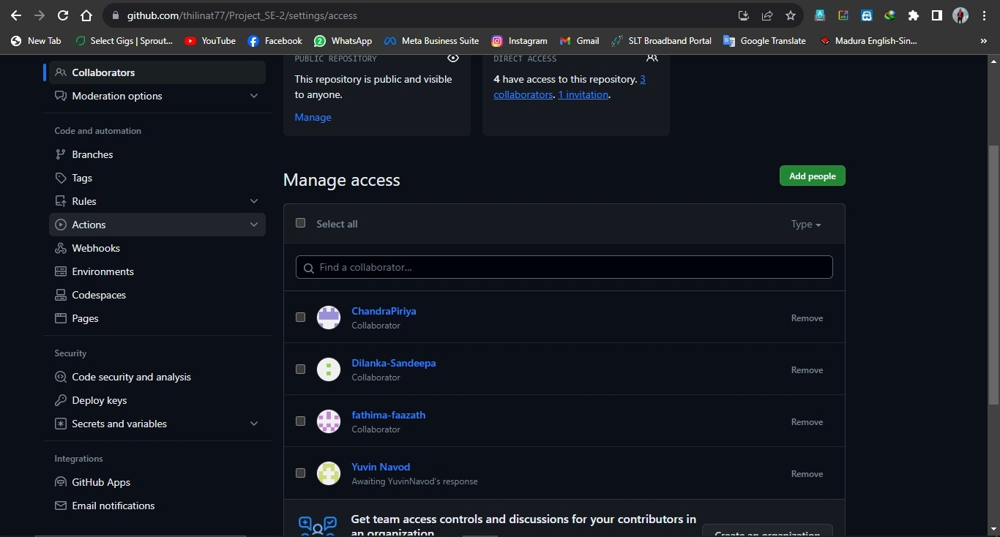 github.com/thilinat77/Project_SE-2/settings/access
New Tab
Select Gigs | Sprout...
YouTube
Facebook
WhatsApp
Meta Business Suite
Instagram
Gmail
SLT Broadband Portal
Google Translate
Madura English-Sin...
»
Collaborators
Moderation options
Code and automation
Branches
Tags
Rules
Actions
Webhooks
Environments
Codespaces
Pages
Security
Code security and analysis
Deploy keys
Secrets and variables
Integrations
GitHub Apps
Email notifications
PUBLIC REPOSITORY
This repository is public and visible
to anyone.
Manage
DIRECT ACCESS
4 have access to this repository. 3
collaborators. 1 invitation.
Manage access
Add people
Select all
Type
Find a collaborator...
ChandraPiriya
Collaborator
Remove
Dilanka-Sandeepa
Collaborator
Remove
fathima-faazath
Collaborator
Remove
Yuvin Navod
Awaiting YuvinNavod's response
Remove
Get team access controls and discussions for your contributors in
an organization
Create an organization